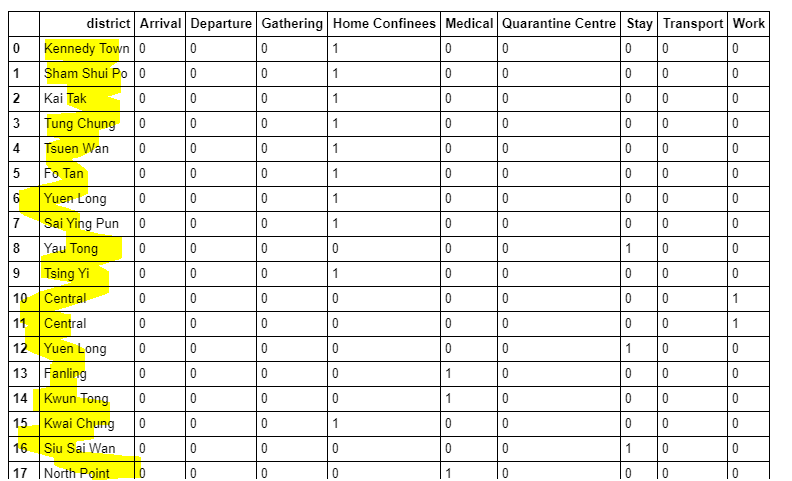 district Arrival Departure Gathering Home Confinees Medical Quarantine Centre Stay Transport Work
0 Kennedy Town 0 0 0 1 0 0 0 0 0
1 Sham Shui Po 0 0 0 1 0 0 0 0 0
2 Kai Tak 0 0 0 1 0 0 0 0 0
3 Tung Chung 0 0 0 1 0 0 0 0 0
4 Tsuen Wan 0 0 0 1 0 0 0 0 0
5 Fo Tan 0 0 0 1 0 0 0 0 0
6 Yuen Long 0 0 0 1 0 0 0 0 0
7 Sai Ying Pun 0 0 0 1 0 0 0 0 0
8 Yau Tong 0 0 0 0 0 0 1 0 0
9 Tsing Yi 0 0 0 1 0 0 0 0 0
10 Central 0 0 0 0 0 0 0 0 1
11 Central 0 0 0 0 0 0 0 0 1
12 Yuen Long 0 0 0 0 0 0 1 0 0
13 Fanling 0 0 0 0 1 0 0 0 0
14 Kwun Tong 0 0 0 0 1 0 0 0 0
15 Kwai Chung 0 0 0 1 0 0 0 0 0
16 Siu Sai Wan 0 0 0 0 0 0 1 0 0
17 North Point 0 0 0 0 1 0 0 0 0